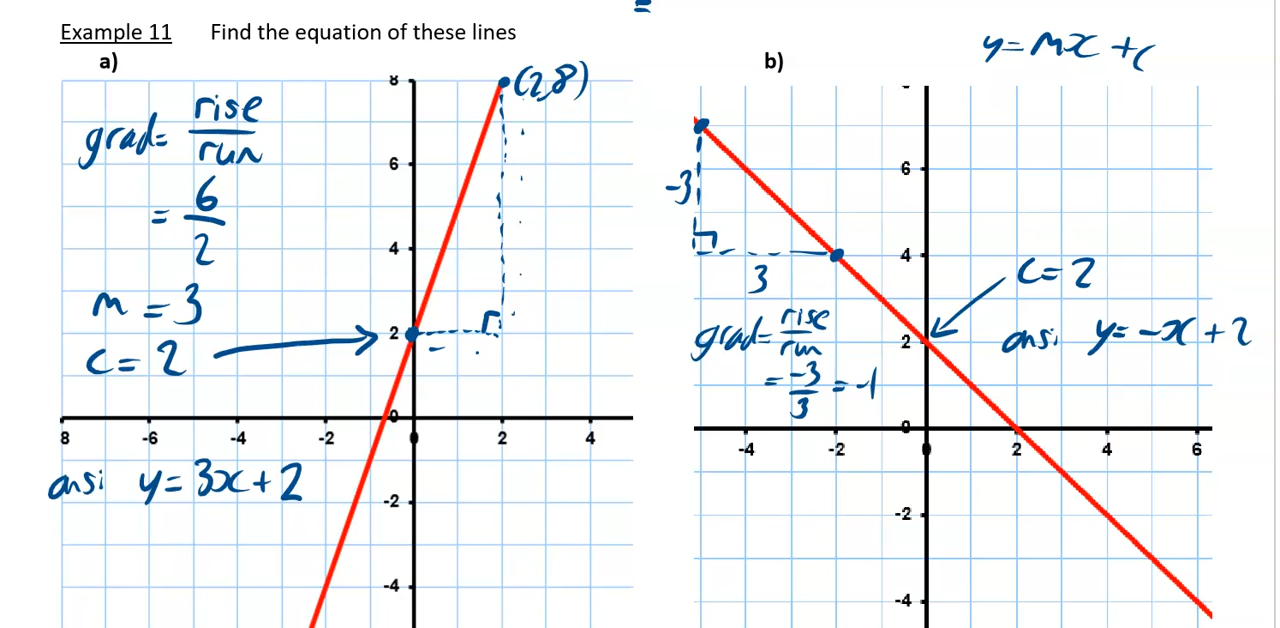 Example 11 Find the equation of these lines
a)
grad= rise/run
= 6/2
m = 3
c = 2
ans: y = 3x + 2
(2,8)
8
6
4
2
0
-2
-4
8 -6 -4 -2 0 2 4
b)
y = mx + c
-3
3
grad= rise/run
= -3/3 = -1
c = 2
ans: y = -x + 2
6
4
2
0
-2
-4
-4 -2 0 2 4 6